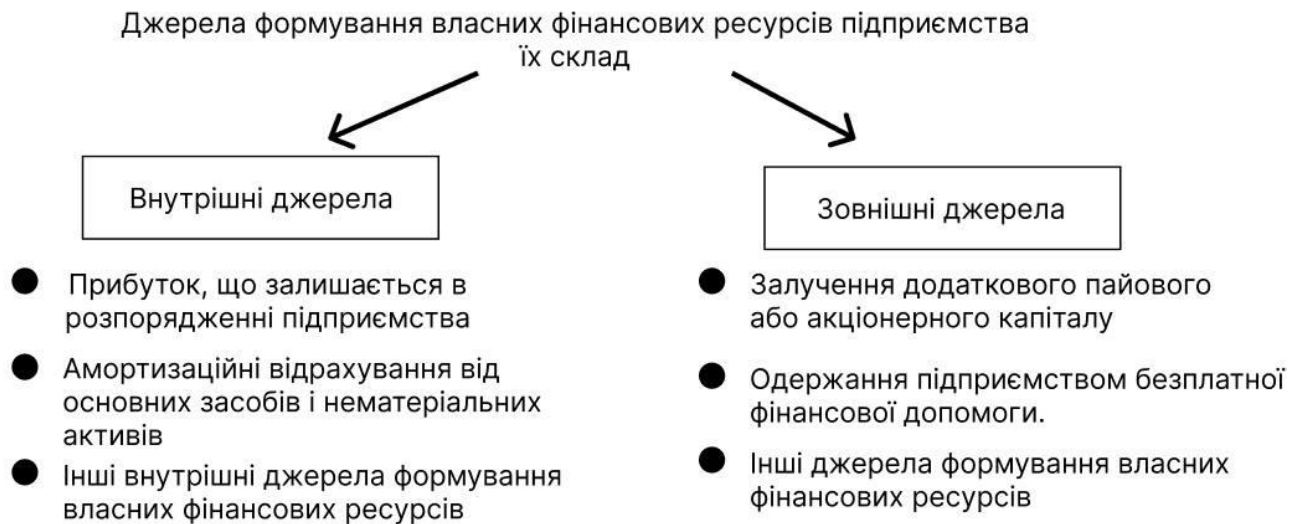 Джерела формування власних фінансових ресурсів підприємства
їх склад
Внутрішні джерела
Прибуток, що залишається в
розпорядженні підприємства
Амортизаційні відрахування від
основних засобів і нематеріальних
активів
Інші внутрішні джерела формування
власних фінансових ресурсів
Зовнішні джерела
Залучення додаткового пайового
або акціонерного капіталу
Одержання підприємством безплатної
фінансової допомоги.
Інші джерела формування власних
фінансових ресурсів